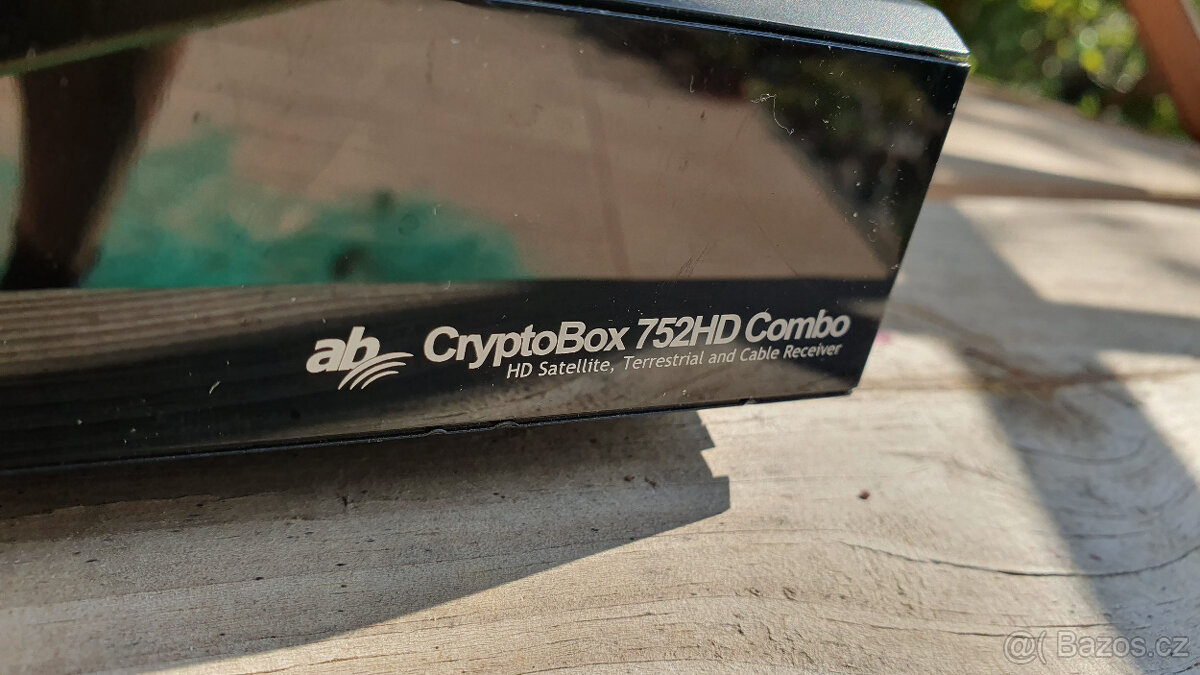 ab CryptoBox 752HD Combo
HD Satellite, Terrestrial and Cable Receiver
@( Bazos.cz